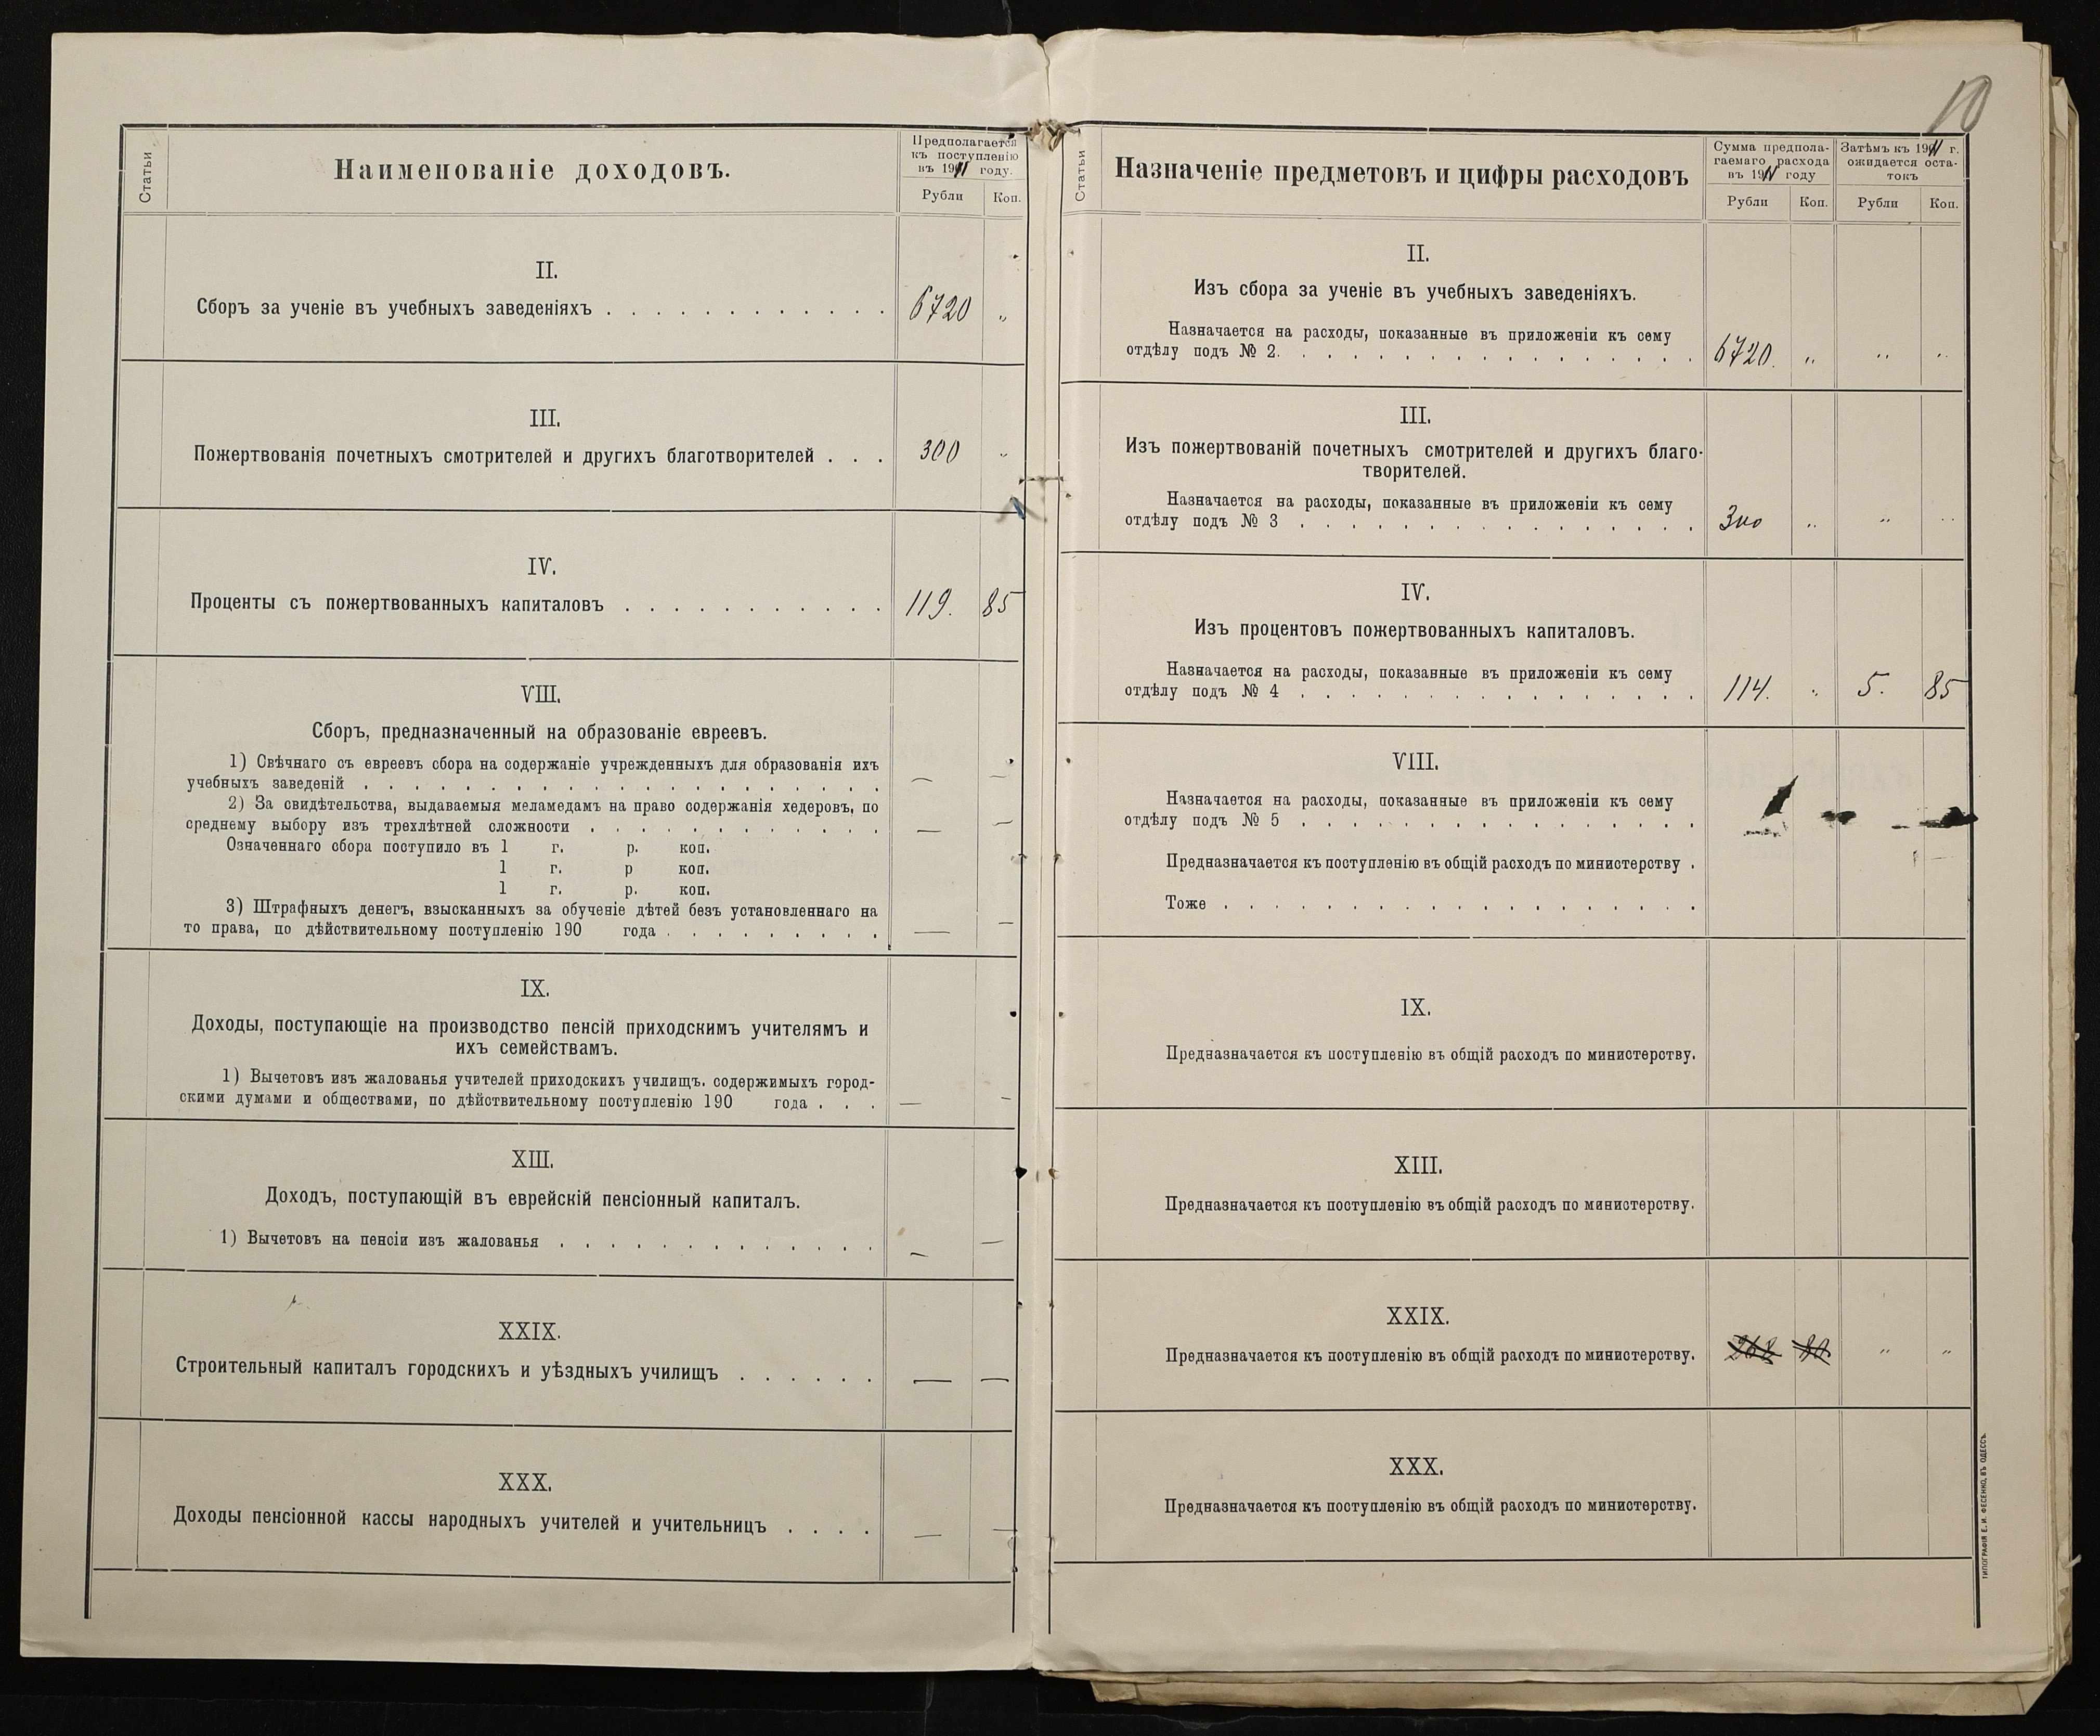 10
Статьи
Наименованіе доходовъ.
Предполагается
къ поступленію
въ 1911 году.
Рубли Коп.
II.
Сборъ за ученіе въ учебныхъ заведеніяхъ . . . . . . . . . . . . 6720 „
III.
Пожертвованія почетныхъ смотрителей и другихъ благотворителей . . . 300 „
IV.
Проценты съ пожертвованныхъ капиталовъ . . . . . . . . . . . 119. 85
VIII.
Сборъ, предназначенный на образованіе евреевъ.
1) Свѣчнаго съ евреевъ сбора на содержаніе учрежденныхъ для образованія ихъ
учебныхъ заведеній . . . . . . . . . . . . . . . . . . . . . — —
2) За свидѣтельства, выдаваемыя меламедамъ на право содержанія хедеровъ, по
среднему выбору изъ трехлѣтней сложности . . . . . . . . . . . . — —
Означеннаго сбора поступило въ 1 г. р. коп.
1 г. р коп.
1 г. р. коп.
3) Штрафныхъ денегъ, взысканныхъ за обученіе дѣтей безъ установленнаго на
то права, по дѣйствительному поступленію 190 года . . . . . . . . . — —
IX.
Доходы, поступающіе на производство пенсій приходскимъ учителямъ и
ихъ семействамъ.
1) Вычетовъ изъ жалованья учителей приходскихъ училищъ. содержимыхъ город-
скими думами и обществами, по дѣйствительному поступленію 190 года . . . — —
XIII.
Доходъ, поступающій въ еврейскій пенсіонный капиталъ.
1) Вычетовъ на пенсіи изъ жалованья . . . . . . . . . . . . . — —
XXIX.
Строительный капиталъ городскихъ и уѣздныхъ училищъ . . . . . . — —
XXX.
Доходы пенсіонной кассы народныхъ учителей и учительницъ . . . . — —
Статьи
Назначеніе предметовъ и цифры расходовъ
Сумма предпола-
гаемаго расхода
въ 1911 году
Рубли Коп.
Затѣмъ къ 1911 г.
ожидается оста-
токъ
Рубли Коп.
II.
Изъ сбора за ученіе въ учебныхъ заведеніяхъ.
Назначается на расходы, показанные въ приложеніи къ сему
отдѣлу подъ № 2. . . . . . . . . . . . . . . . . 6720. „ „ „
III.
Изъ пожертвованій почетныхъ смотрителей и другихъ благо-
творителей.
Назначается на расходы, показанные въ приложеніи къ сему
отдѣлу подъ № 3 . . . . . . . . . . . . . . . . 300 „ „ „
IV.
Изъ процентовъ пожертвованныхъ капиталовъ.
Назначается на расходы, показанные въ приложеніи къ сему
отдѣлу подъ № 4 . . . . . . . . . . . . . . . . 114. „ 5. 85
VIII.
Назначается на расходы, показанные въ приложеніи къ сему
отдѣлу подъ № 5 . . . . . . . . . . . . . . . .
Предназначается къ поступленію въ общій расходъ по министерству .
Тоже . . . . . . . . . . . . . . . . . . .
IX.
Предназначается къ поступленію въ общій расходъ по министерству.
XIII.
Предназначается къ поступленію въ общій расходъ по министерству.
XXIX.
Предназначается къ поступленію въ общій расходъ по министерству. „ „
XXX.
Предназначается къ поступленію въ общій расходъ по министерству.
ТИПОГРАФІЯ Е. И. ФЕСЕНКО, ВЪ ОДЕССѢ.